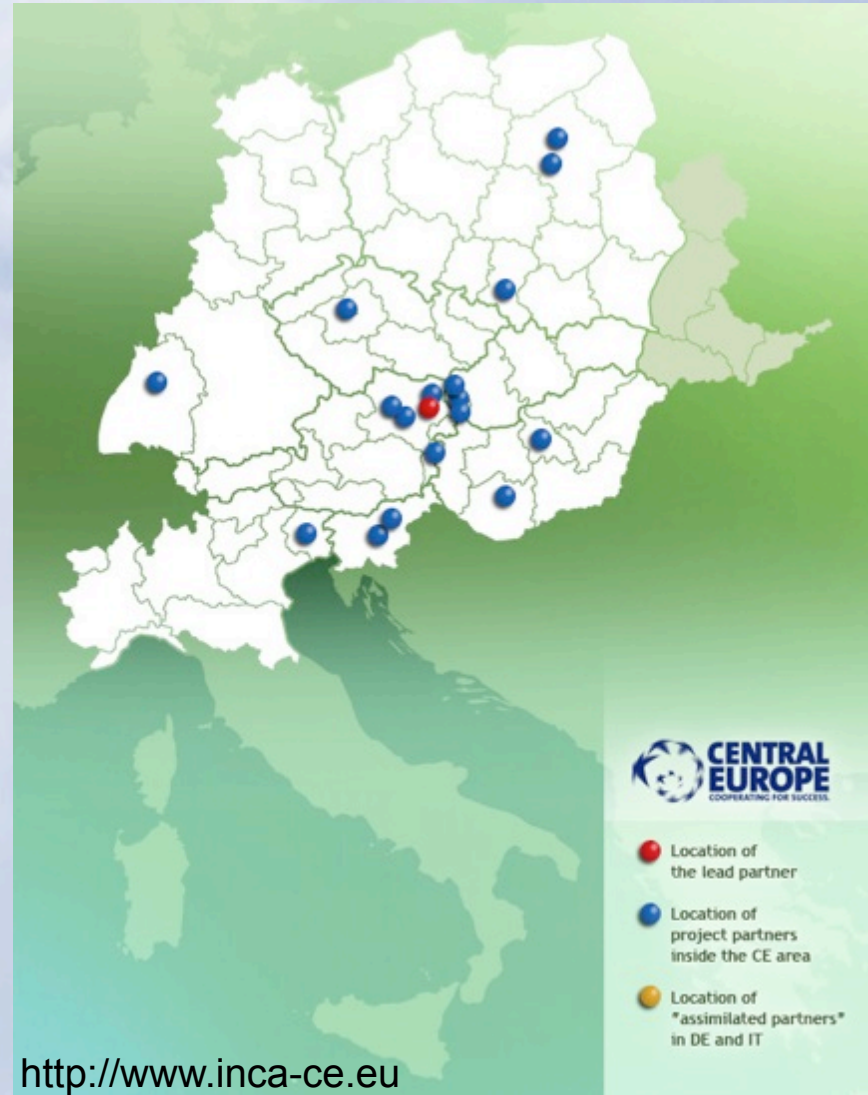 CENTRAL
EUROPE
COOPERATING FOR SUCCESS.
Location of
the lead partner
Location of
project partners
inside the CE area
Location of
"assimilated partners"
in DE and IT
http://www.inca-ce.eu